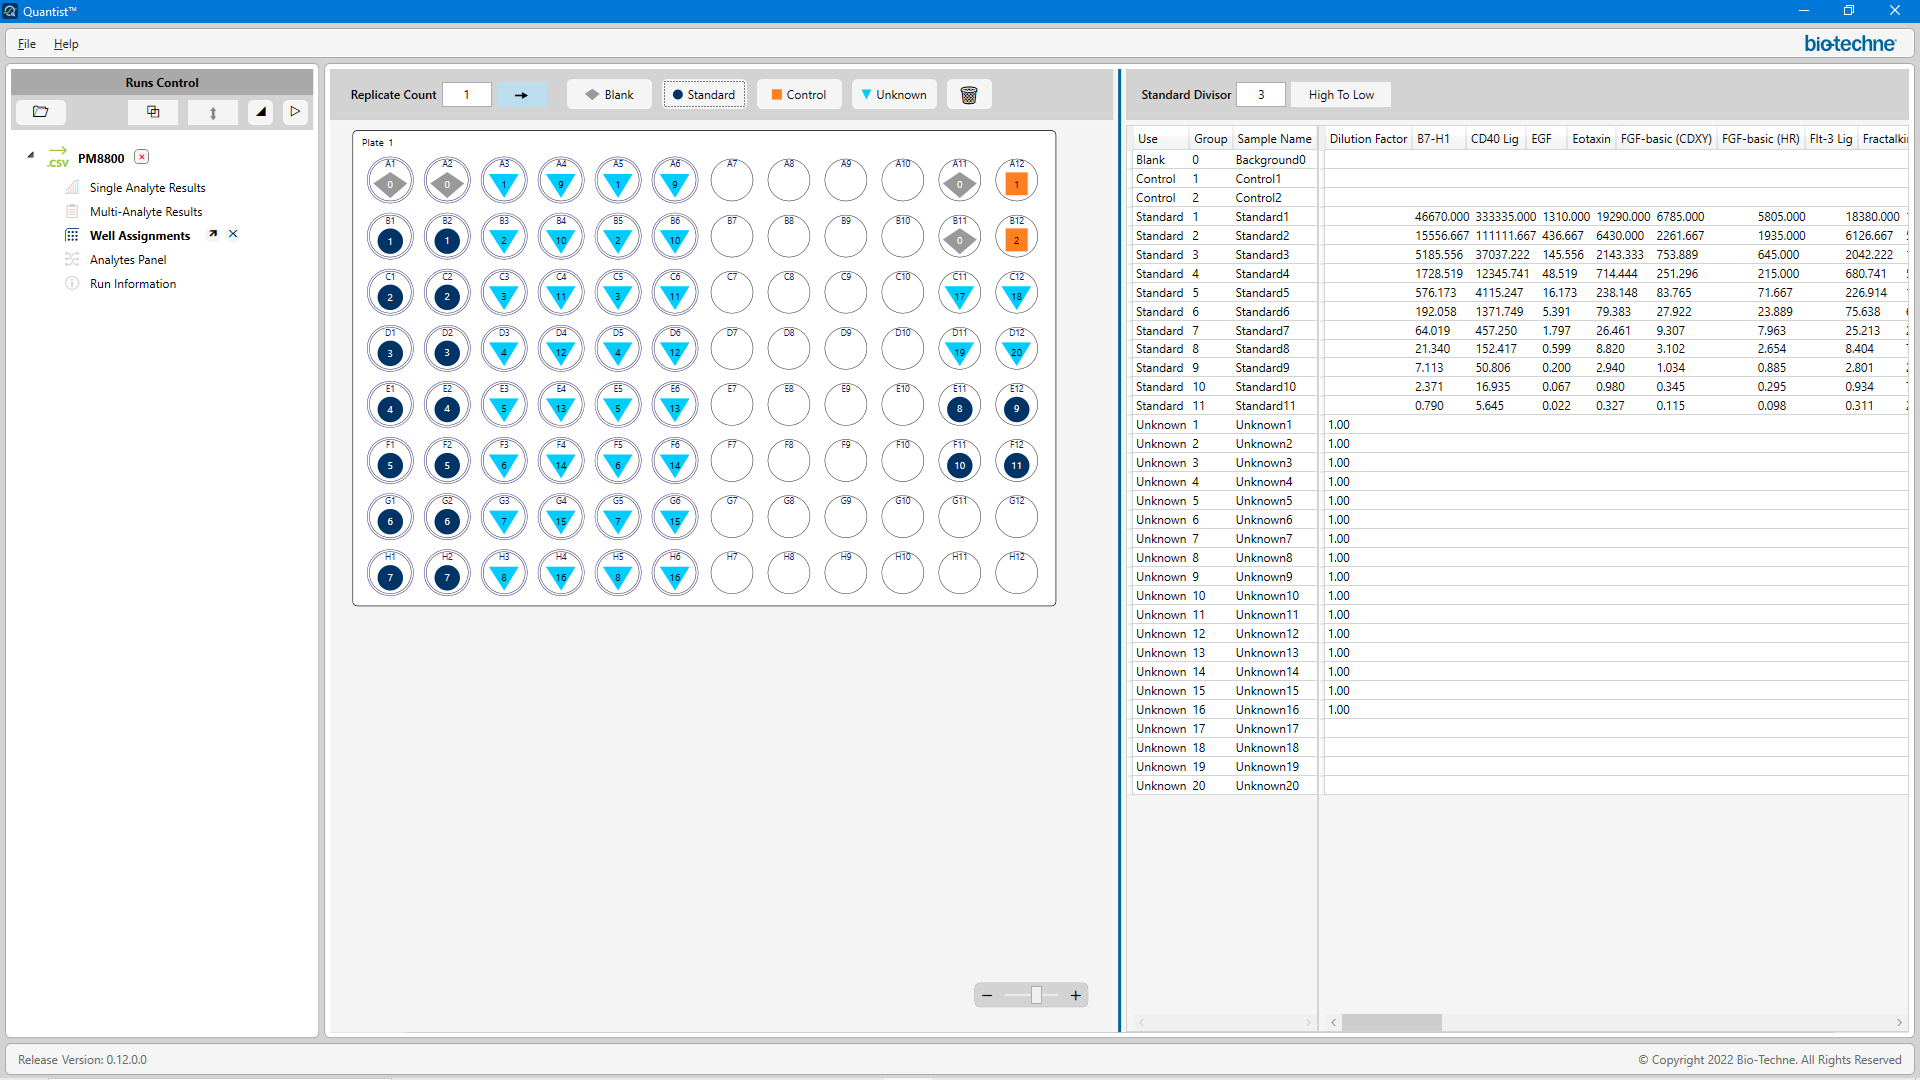 Quantist™
File Help
bio-techne
Runs Control
PM8800
.CSV
Single Analyte Results
Multi-Analyte Results
Well Assignments
Analytes Panel
Run Information
Replicate Count 1 Blank Standard Control Unknown
Plate 1
A1 A2 A3 A4 A5 A6 A7 A8 A9 A10 A11 A12
0 0 1 9 1 9 0 1
B1 B2 B3 B4 B5 B6 B7 B8 B9 B10 B11 B12
1 1 2 10 2 10 0 2
C1 C2 C3 C4 C5 C6 C7 C8 C9 C10 C11 C12
2 2 3 11 3 11 17 18
D1 D2 D3 D4 D5 D6 D7 D8 D9 D10 D11 D12
3 3 4 12 4 12 19 20
E1 E2 E3 E4 E5 E6 E7 E8 E9 E10 E11 E12
4 4 5 13 5 13 8 9
F1 F2 F3 F4 F5 F6 F7 F8 F9 F10 F11 F12
5 5 6 14 6 14 10 11
G1 G2 G3 G4 G5 G6 G7 G8 G9 G10 G11 G12
6 6 7 15 7 15
H1 H2 H3 H4 H5 H6 H7 H8 H9 H10 H11 H12
7 7 8 16 8 16
Standard Divisor 3 High To Low
Use Group Sample Name Dilution Factor B7-H1 CD40 Lig EGF Eotaxin FGF-basic (CDXY) FGF-basic (HR) Flt-3 Lig
Blank 0 Background0
Control 1 Control1
Control 2 Control2
Standard 1 Standard1 46670.000 333335.000 1310.000 19290.000 6785.000 5805.000 18380.000
Standard 2 Standard2 15556.667 111111.667 436.667 6430.000 2261.667 1935.000 6126.667
Standard 3 Standard3 5185.556 37037.222 145.556 2143.333 753.889 645.000 2042.222
Standard 4 Standard4 1728.519 12345.741 48.519 714.444 251.296 215.000 680.741
Standard 5 Standard5 576.173 4115.247 16.173 238.148 83.765 71.667 226.914
Standard 6 Standard6 192.058 1371.749 5.391 79.383 27.922 23.889 75.638
Standard 7 Standard7 64.019 457.250 1.797 26.461 9.307 7.963 25.213
Standard 8 Standard8 21.340 152.417 0.599 8.820 3.102 2.654 8.404
Standard 9 Standard9 7.113 50.806 0.200 2.940 1.034 0.885 2.801
Standard 10 Standard10 2.371 16.935 0.067 0.980 0.345 0.295 0.934
Standard 11 Standard11 0.790 5.645 0.022 0.327 0.115 0.098 0.311
Unknown 1 Unknown1 1.00
Unknown 2 Unknown2 1.00
Unknown 3 Unknown3 1.00
Unknown 4 Unknown4 1.00
Unknown 5 Unknown5 1.00
Unknown 6 Unknown6 1.00
Unknown 7 Unknown7 1.00
Unknown 8 Unknown8 1.00
Unknown 9 Unknown9 1.00
Unknown 10 Unknown10 1.00
Unknown 11 Unknown11 1.00
Unknown 12 Unknown12 1.00
Unknown 13 Unknown13 1.00
Unknown 14 Unknown14 1.00
Unknown 15 Unknown15 1.00
Unknown 16 Unknown16 1.00
Unknown 17 Unknown17
Unknown 18 Unknown18
Unknown 19 Unknown19
Unknown 20 Unknown20
Release Version: 0.12.0.0
© Copyright 2022 Bio-Techne. All Rights Reserved